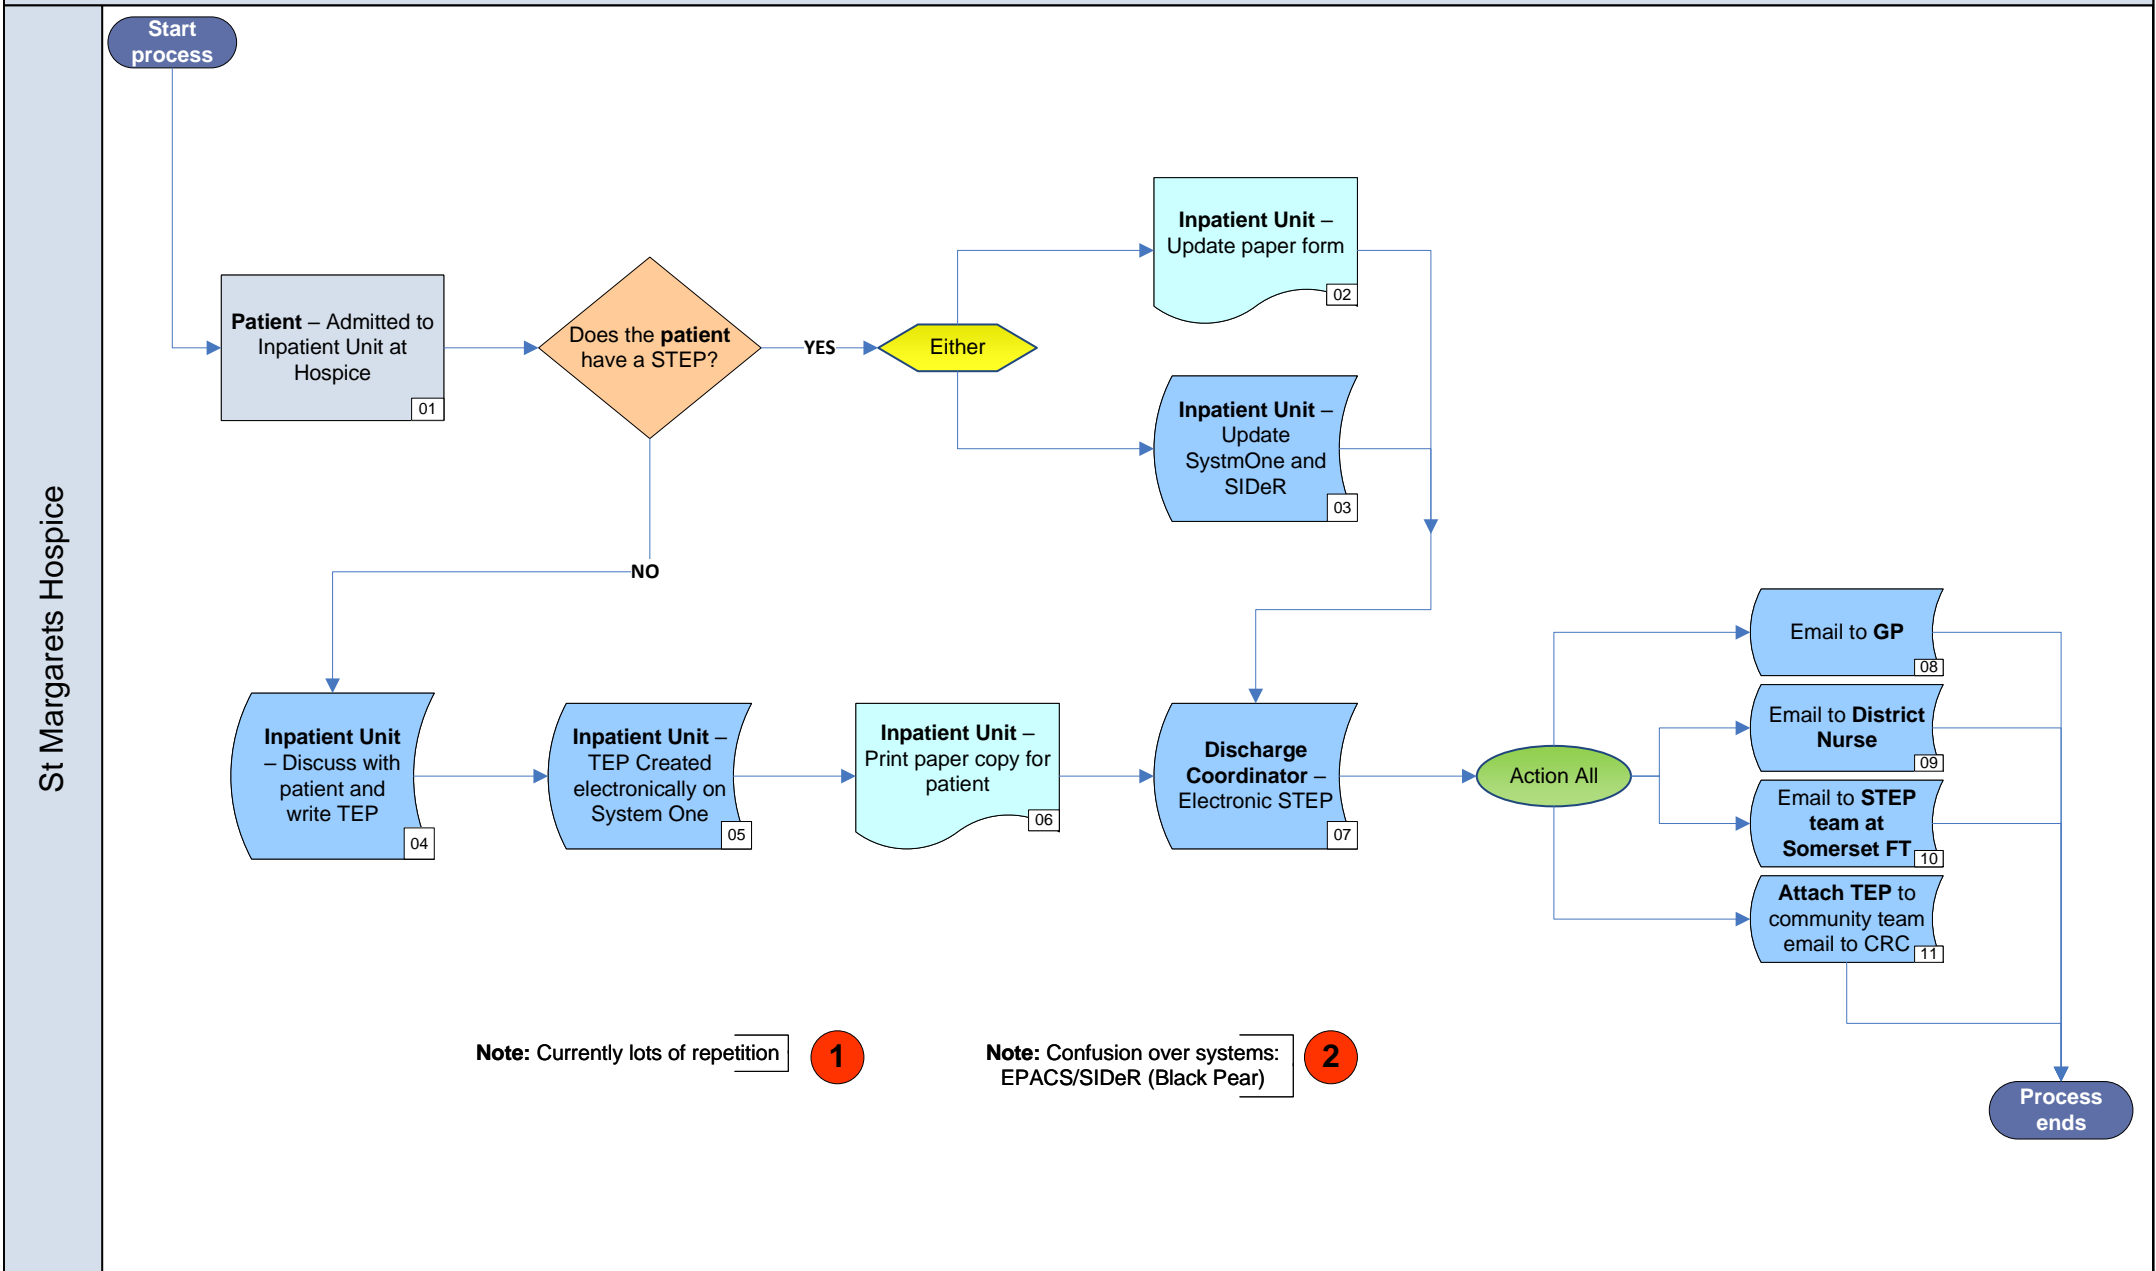 St Margarets Hospice
Start
process
Patient – Admitted to
Inpatient Unit at
Hospice
01
Does the patient
have a STEP?
YES
Either
Inpatient Unit –
Update paper form
02
Inpatient Unit –
Update
SystmOne and
SIDeR
03
NO
Inpatient Unit
– Discuss with
patient and
write TEP
04
Inpatient Unit –
TEP Created
electronically on
System One
05
Inpatient Unit –
Print paper copy for
patient
06
Discharge
Coordinator –
Electronic STEP
07
Action All
Email to GP
08
Email to District
Nurse
09
Email to STEP
team at
Somerset FT
10
Attach TEP to
community team
email to CRC
11
Note: Currently lots of repetition
1
Note: Confusion over systems:
EPACS/SIDeR (Black Pear)
2
Process
ends